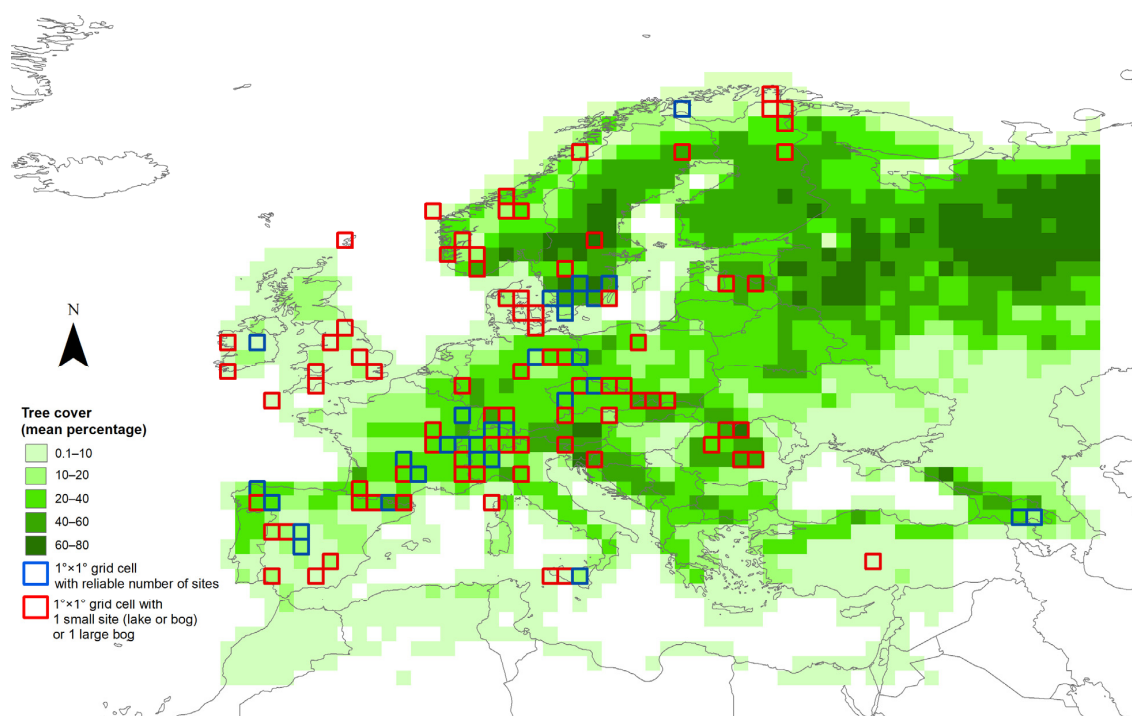 N
Tree cover
(mean percentage)
0.1–10
10–20
20–40
40–60
60–80
1°×1° grid cell
with reliable number of sites
1°×1° grid cell with
1 small site (lake or bog)
or 1 large bog